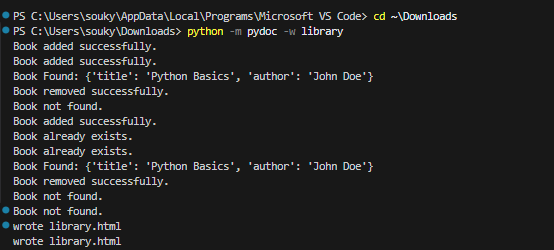 PS C:\Users\souky\AppData\Local\Programs\Microsoft VS Code> cd ~\Downloads
PS C:\Users\souky\Downloads> python -m pydoc -w library
Book added successfully.
Book added successfully.
Book Found: {'title': 'Python Basics', 'author': 'John Doe'}
Book removed successfully.
Book not found.
Book added successfully.
Book already exists.
Book already exists.
Book Found: {'title': 'Python Basics', 'author': 'John Doe'}
Book removed successfully.
Book not found.
Book not found.
wrote library.html
wrote library.html